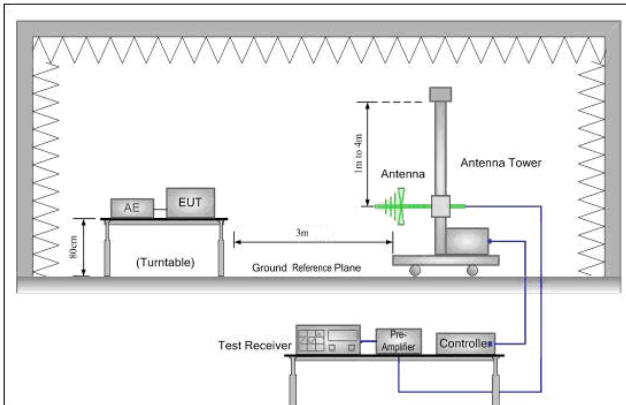 1m to 4m
Antenna
Antenna Tower
AE
EUT
80cm
(Turntable)
3m
Ground Reference Plane
Test Receiver
Pre-
Amplifier
Controller